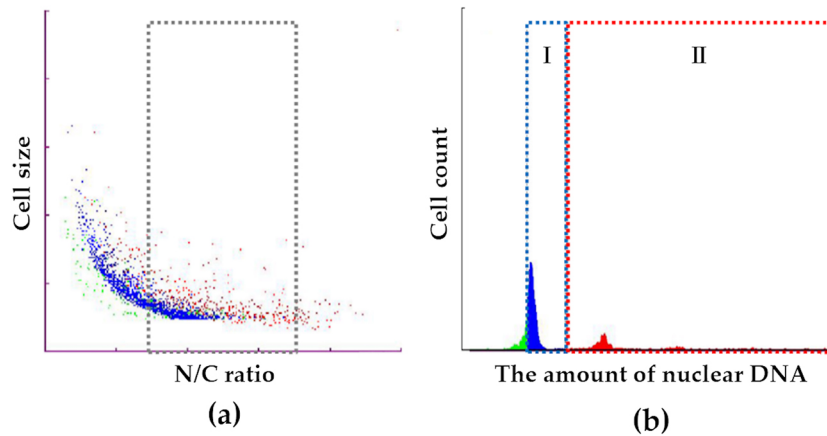 Cell size
N/C ratio
(a)
I
II
Cell count
The amount of nuclear DNA
(b)